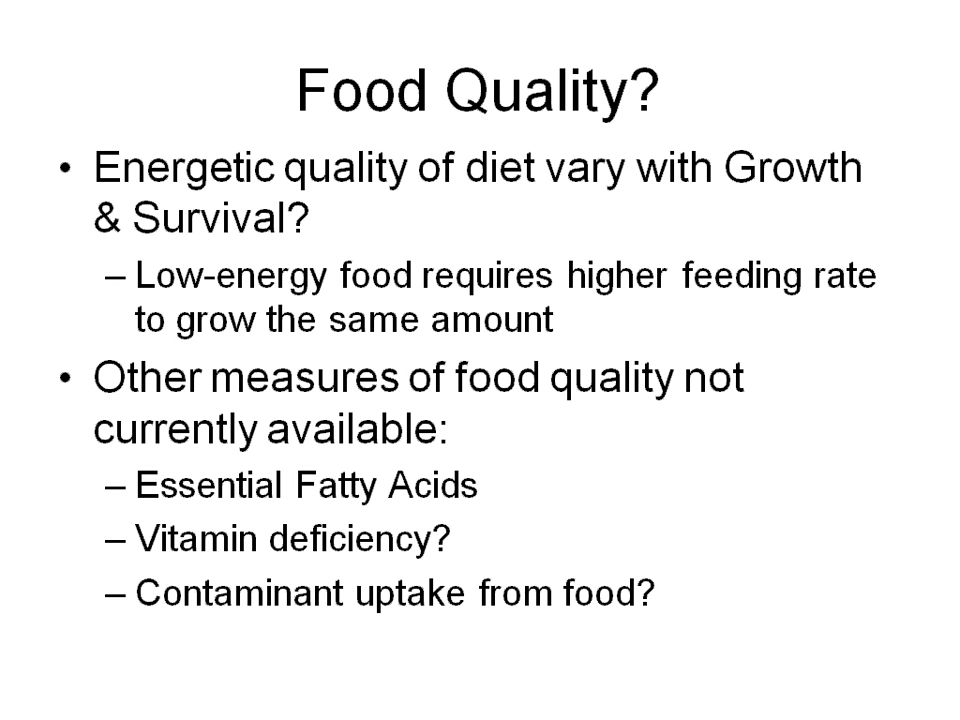 Food Quality?
• Energetic quality of diet vary with Growth
& Survival?
– Low-energy food requires higher feeding rate
to grow the same amount
• Other measures of food quality not
currently available:
– Essential Fatty Acids
– Vitamin deficiency?
– Contaminant uptake from food?